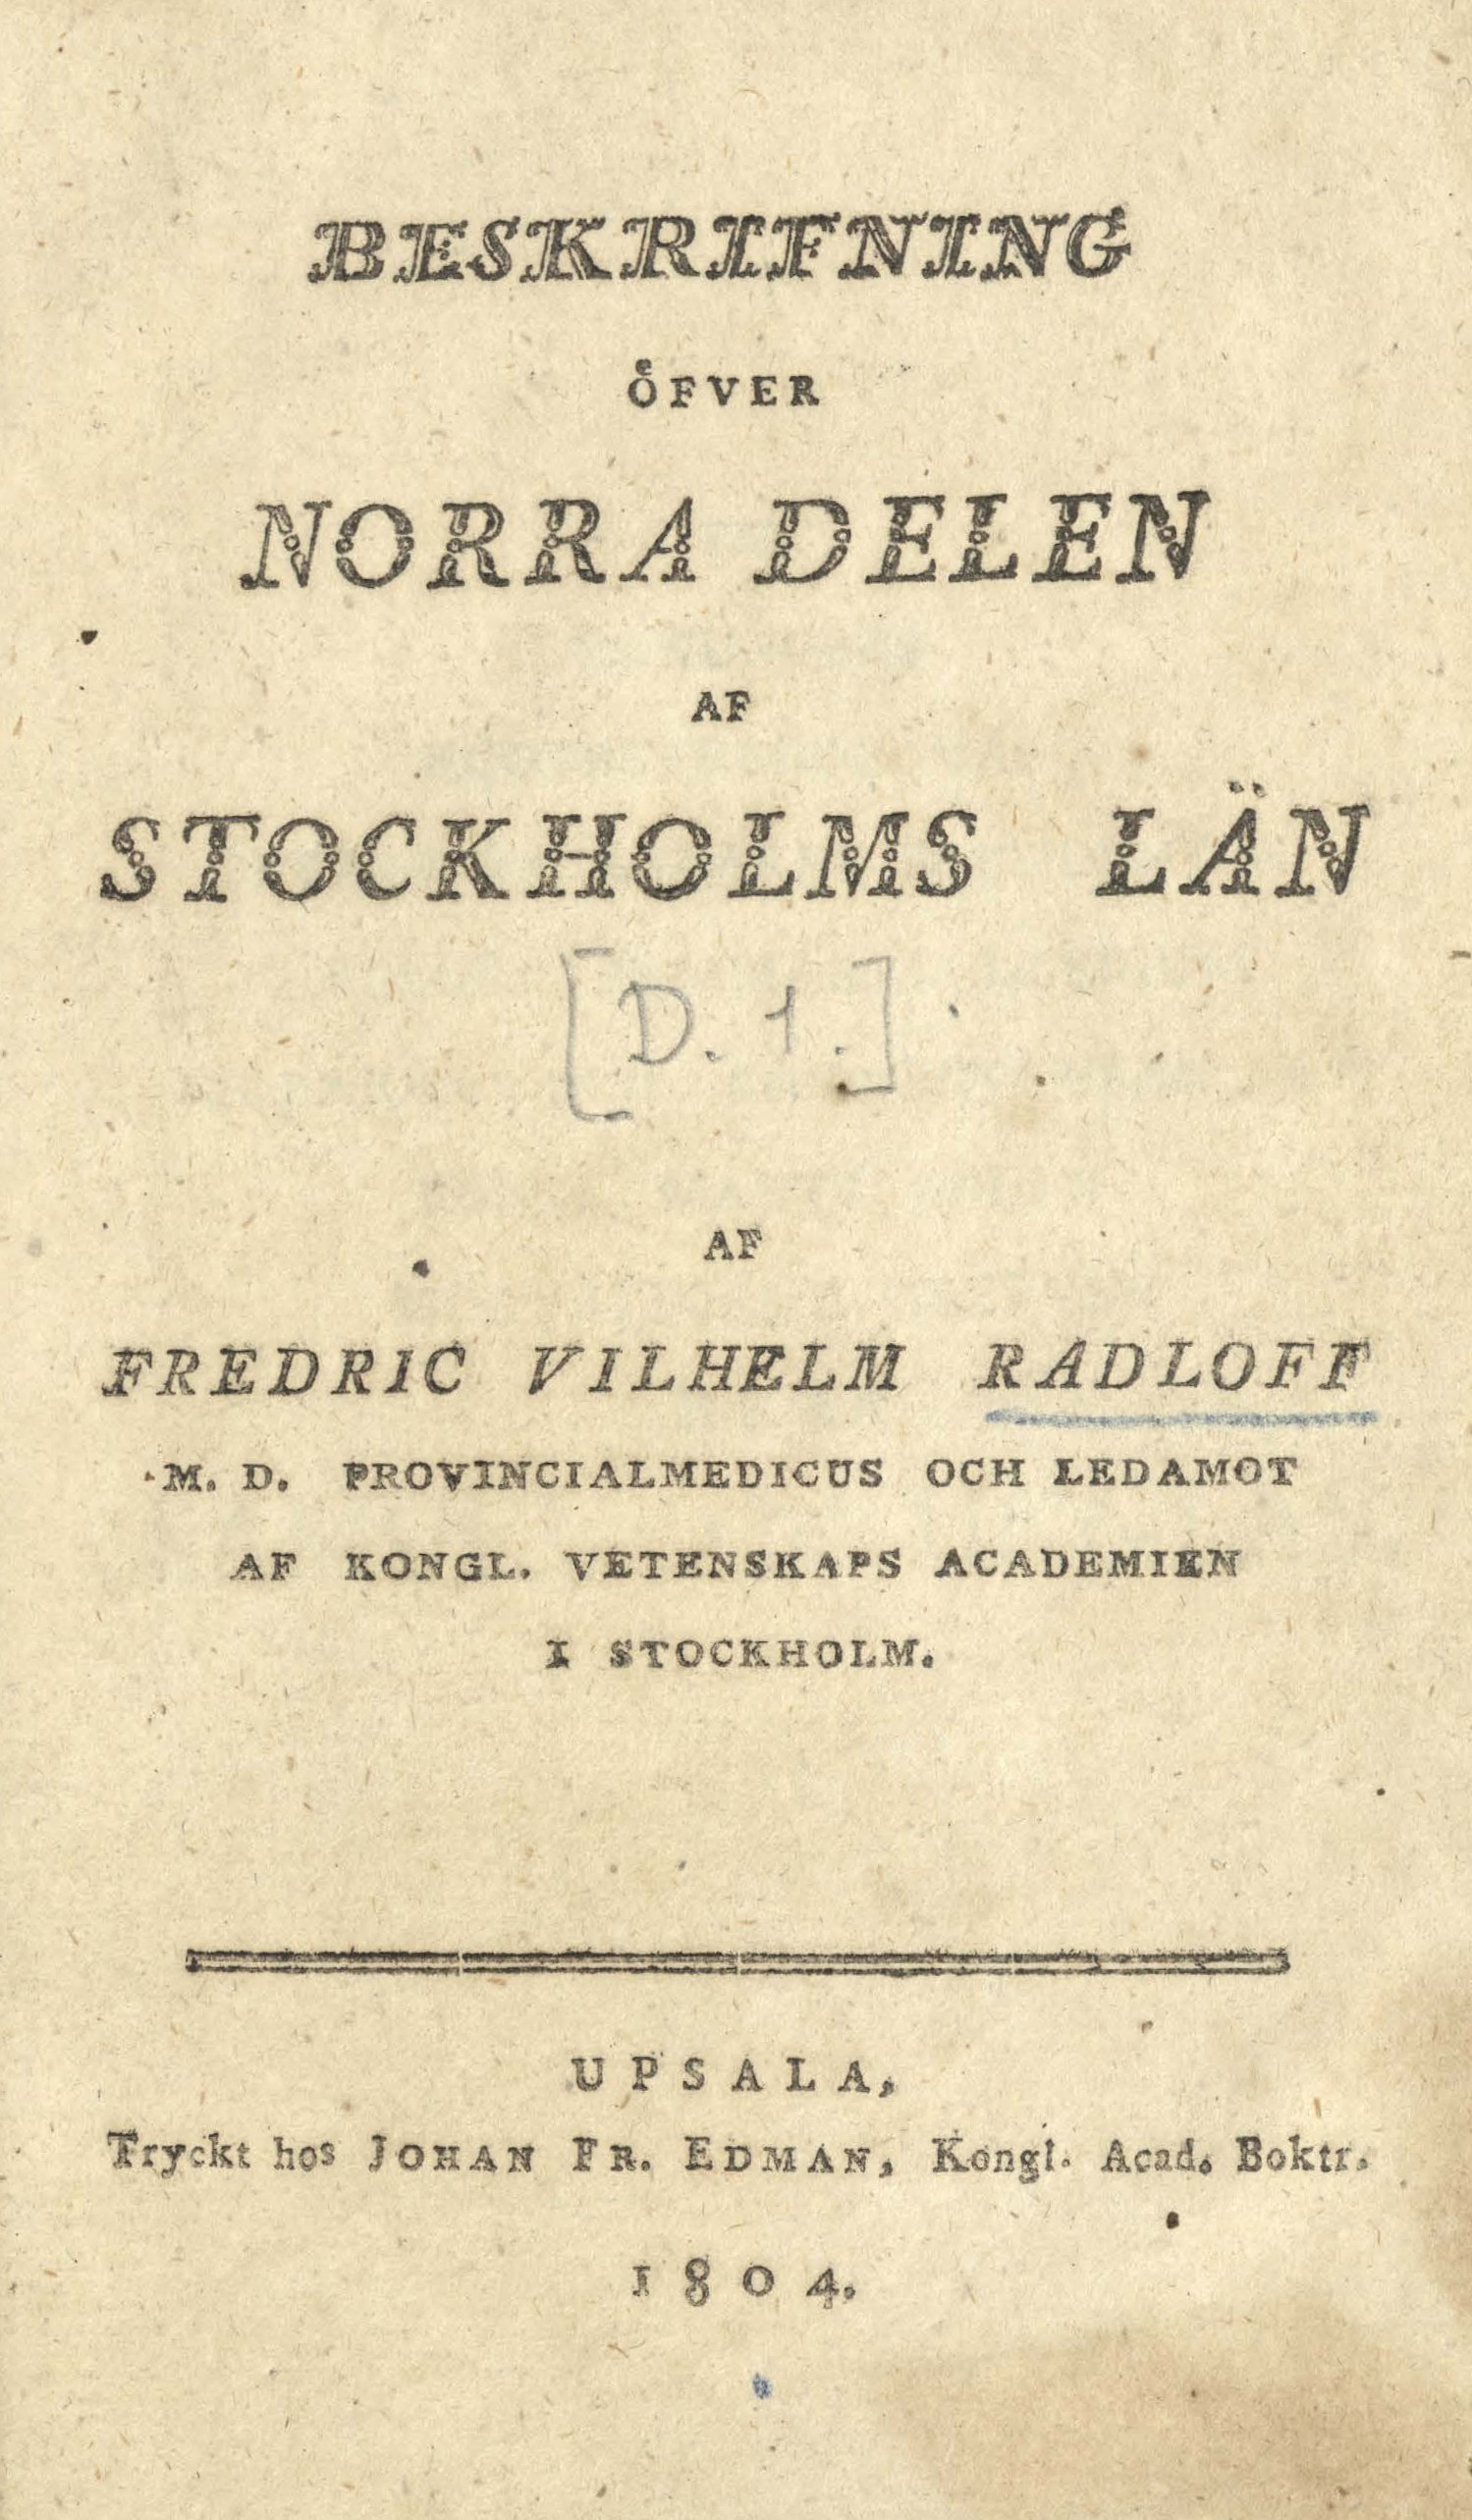 BESKRIFNING
ÖFVER
NORRA DELEN
AF
STOCKHOLMS LÄN
[D. 1.]
AF
FREDRIC VILHELM RADLOFF
M. D. PROVINCIALMEDICUS OCH LEDAMOT
AF KONGL. VETENSKAPS ACADEMIEN
I STOCKHOLM.
UPSALA,
Tryckt hos JOHAN FR. EDMAN, Kongl. Acad. Boktr.
1804.